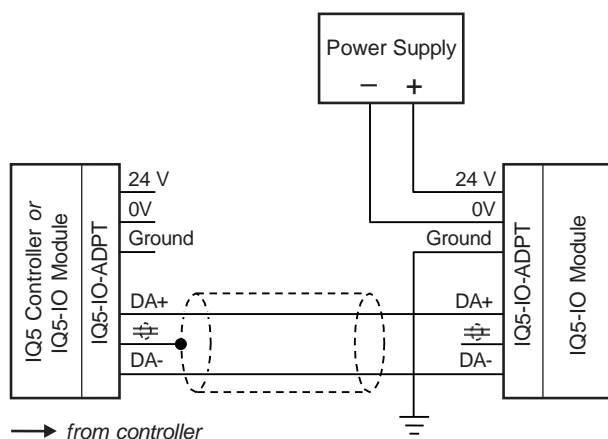 Power Supply
− +
IQ5 Controller or
IQ5-IO Module
IQ5-IO-ADPT
24 V
0V
Ground
DA+
DA-
24 V
0V
Ground
DA+
DA-
IQ5-IO-ADPT
IQ5-IO Module
from controller